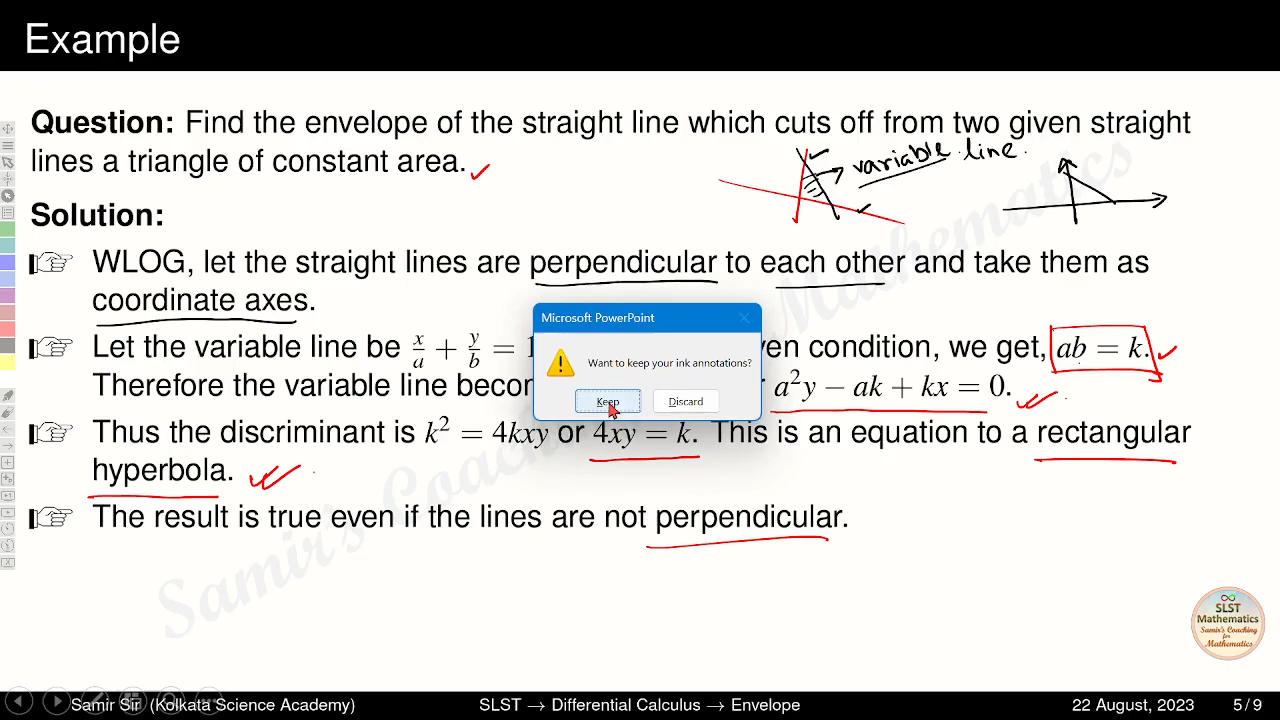 Example
Question: Find the envelope of the straight line which cuts off from two given straight
lines a triangle of constant area.
variable line.
Solution:
WLOG, let the straight lines are perpendicular to each other and take them as
coordinate axes.
Let the variable line be x/a + y/b = 1 ven condition, we get, ab = k.
Therefore the variable line becom r a²y − ak + kx = 0.
Thus the discriminant is k² = 4kxy or 4xy = k. This is an equation to a rectangular
hyperbola.
The result is true even if the lines are not perpendicular.
Microsoft PowerPoint
Want to keep your ink annotations?
Keep Discard
Samir's Coaching for Mathematics
SLST
Mathematics
Samir's Coaching
for
Mathematics
Samir Sir (Kolkata Science Academy) SLST → Differential Calculus → Envelope 22 August, 2023 5/9